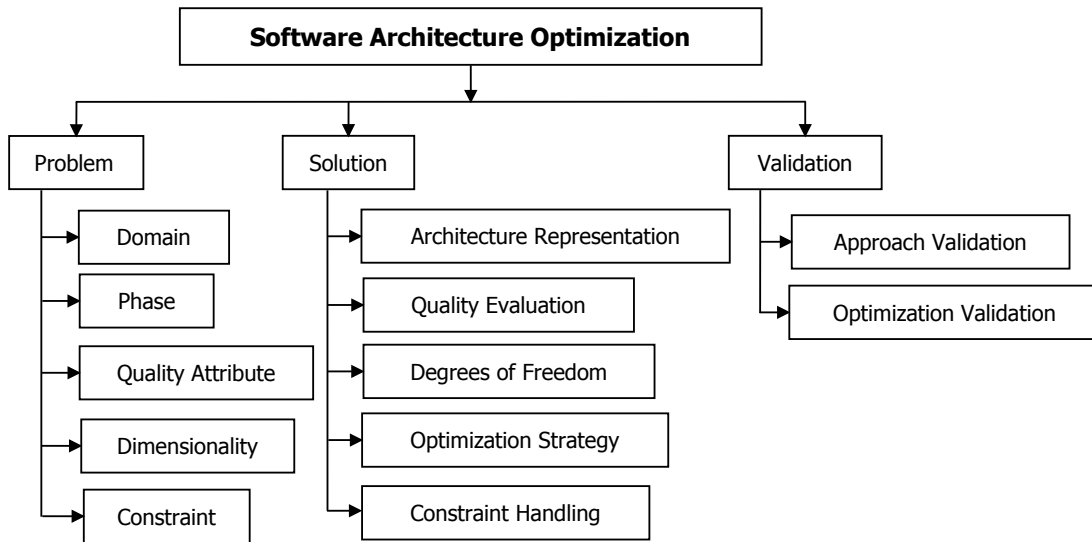 Software Architecture Optimization
Problem
Solution
Validation
Domain
Phase
Quality Attribute
Dimensionality
Constraint
Architecture Representation
Quality Evaluation
Degrees of Freedom
Optimization Strategy
Constraint Handling
Approach Validation
Optimization Validation